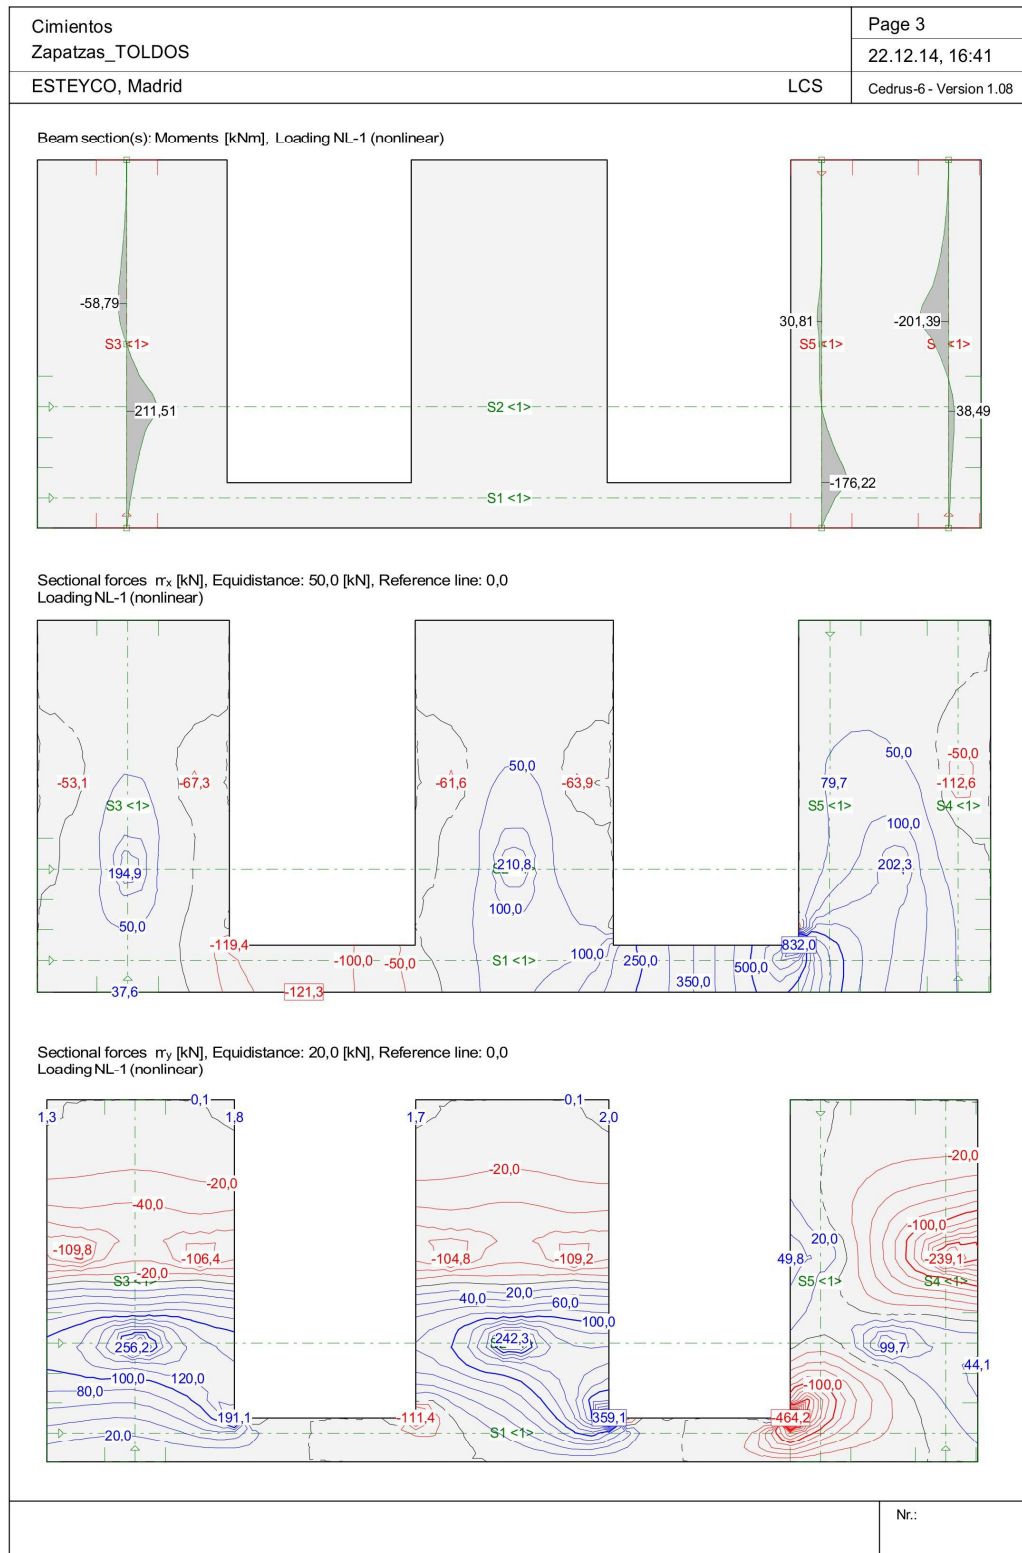 Cimientos
Zapatzas_TOLDOS
ESTEYCO, Madrid
LCS
Page 3
22.12.14, 16:41
Cedrus-6 - Version 1.08
Beam section(s): Moments [kNm], Loading NL-1 (nonlinear)
-58,79
30,81
-201,39
S3 <1>
S5 <1>
<1>
211,51
S2 <1>
38,49
-176,22
S1 <1>
Sectional forces mx [kN], Equidistance: 50,0 [kN], Reference line: 0,0
Loading NL-1 (nonlinear)
50,0
-50,0
50,0
-53,1
-67,3
-61,6
-63,9
79,7
-112,6
S3 <1>
S5 <1>
S4 <1>
100,0
194,9
210,8
202,3
100,0
50,0
-119,4
832,0
100,0
-100,0
-50,0
S1 <1>
250,0
500,0
350,0
37,6
-121,3
Sectional forces my [kN], Equidistance: 20,0 [kN], Reference line: 0,0
Loading NL-1 (nonlinear)
0,1
0,1
1,3
1,8
1,7
2,0
-20,0
-20,0
-20,0
-40,0
-100,0
20,0
-109,8
-106,4
-104,8
-109,2
49,8
-239,1
-20,0
S3 <1>
S5 <1>
S4 <1>
40,0
20,0
60,0
100,0
256,2
242,3
99,7
44,1
100,0
120,0
80,0
-100,0
191,1
-111,4
359,1
-464,2
20,0
S1 <1>
Nr.: